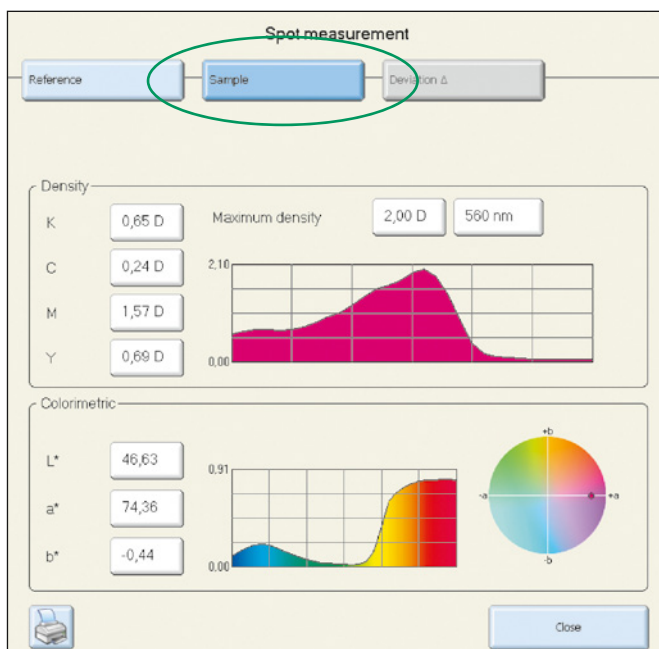 Spot measurement
Reference Sample Deviation Δ
Density
K 0,65 D Maximum density 2,00 D 560 nm
C 0,24 D 2,10
M 1,57 D
Y 0,69 D 0,00
Colorimetric
+b
L* 46,63 0.91
a* 74,36 -a +a
b* -0,44 0.00 -b
Close